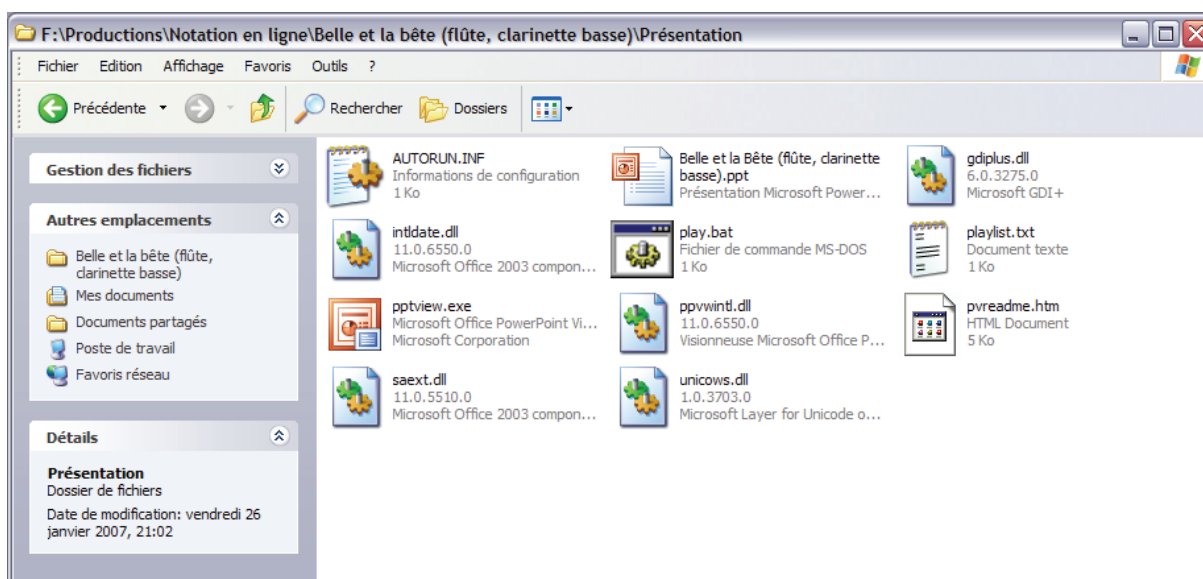 F:\Productions\Notation en ligne\Belle et la bête (flûte, clarinette basse)\Présentation
Fichier Edition Affichage Favoris Outils ?
Précédente Rechercher Dossiers
Gestion des fichiers
Autres emplacements
Belle et la bête (flûte,
clarinette basse)
Mes documents
Documents partagés
Poste de travail
Favoris réseau
Détails
Présentation
Dossier de fichiers
Date de modification: vendredi 26
janvier 2007, 21:02
AUTORUN.INF
Informations de configuration
1 Ko
Belle et la Bête (flûte, clarinette
basse).ppt
Présentation Microsoft Power...
gdiplus.dll
6.0.3275.0
Microsoft GDI+
intldate.dll
11.0.6550.0
Microsoft Office 2003 compon...
play.bat
Fichier de commande MS-DOS
1 Ko
playlist.txt
Document texte
1 Ko
pptview.exe
Microsoft Office PowerPoint Vi...
Microsoft Corporation
ppvwintl.dll
11.0.6550.0
Visionneuse Microsoft Office P...
pvreadme.htm
HTML Document
5 Ko
saext.dll
11.0.5510.0
Microsoft Office 2003 compon...
unicows.dll
1.0.3703.0
Microsoft Layer for Unicode o...